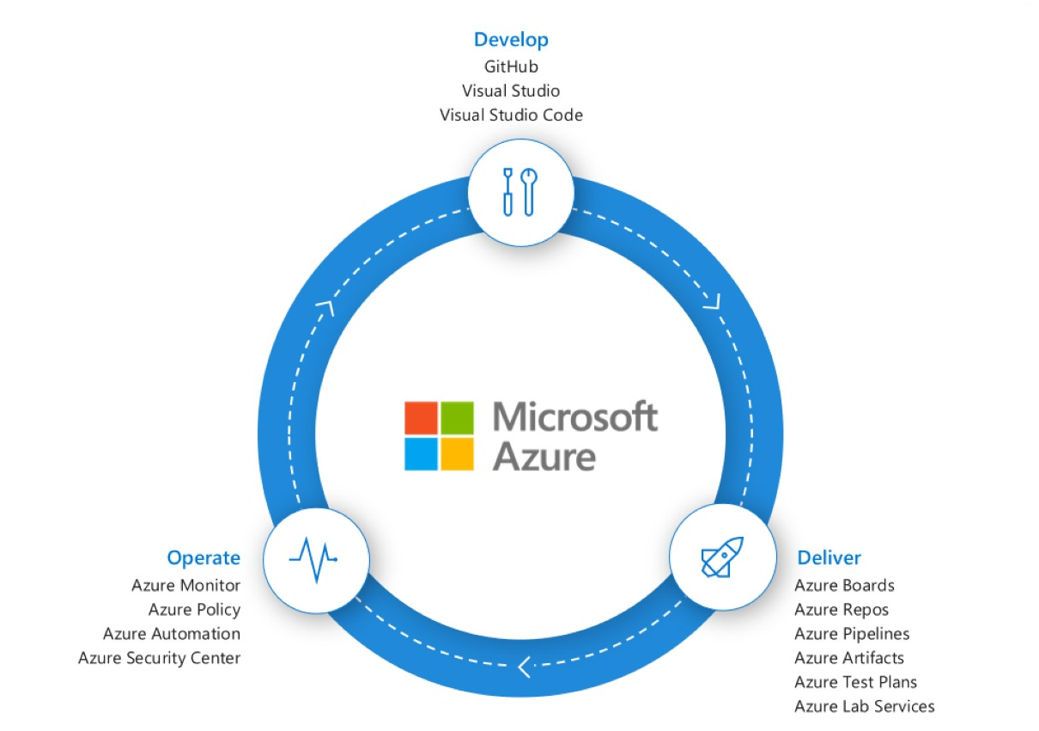 Develop
GitHub
Visual Studio
Visual Studio Code
Microsoft
Azure
Operate
Azure Monitor
Azure Policy
Azure Automation
Azure Security Center
Deliver
Azure Boards
Azure Repos
Azure Pipelines
Azure Artifacts
Azure Test Plans
Azure Lab Services